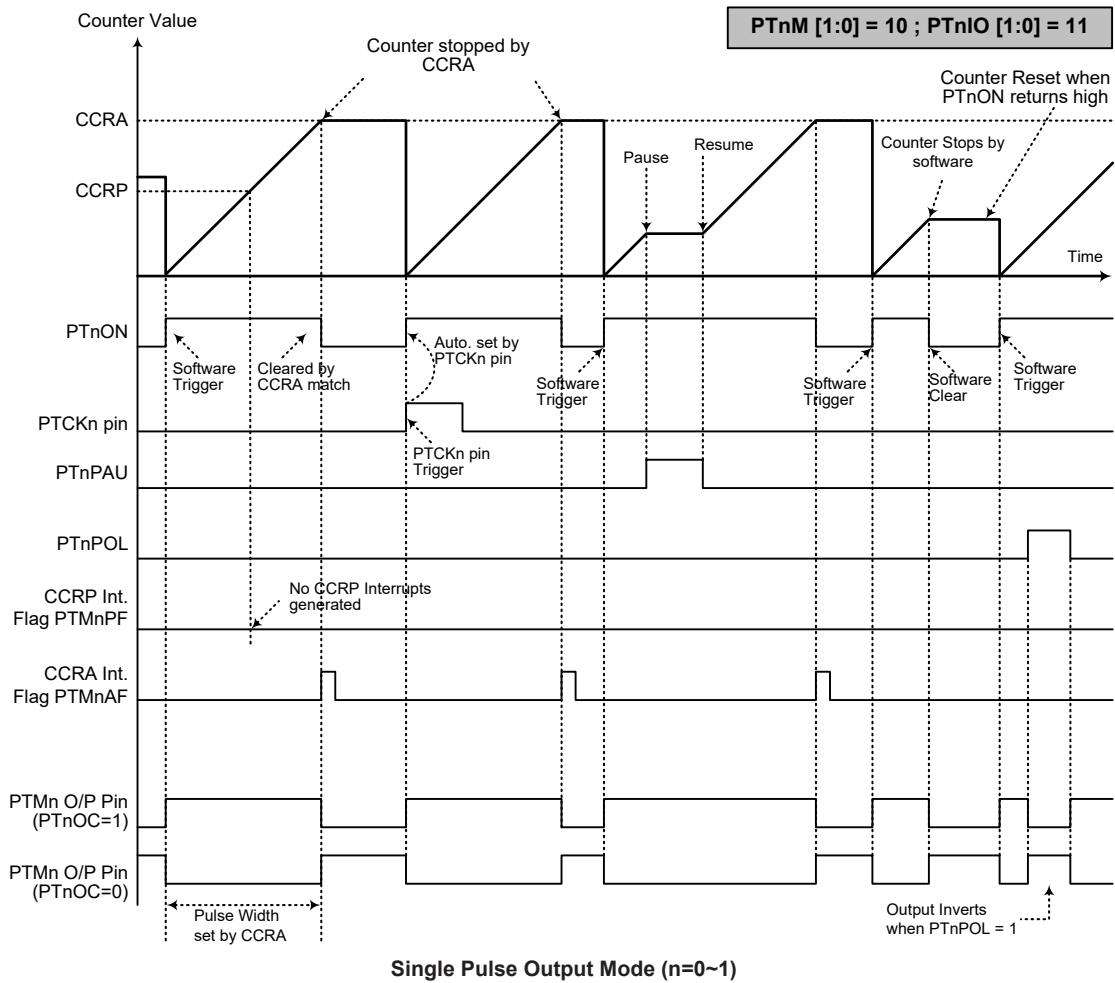 Counter Value
PTnM [1:0] = 10 ; PTnIO [1:0] = 11
Counter stopped by
CCRA
Counter Reset when
PTnON returns high
CCRA
Pause
Resume
Counter Stops by
software
CCRP
Time
PTnON
Software
Trigger
Cleared by
CCRA match
Auto. set by
PTCKn pin
Software
Trigger
Software
Trigger
Software
Clear
Software
Trigger
PTCKn pin
PTCKn pin
Trigger
PTnPAU
PTnPOL
CCRP Int.
Flag PTMnPF
No CCRP Interrupts
generated
CCRA Int.
Flag PTMnAF
PTMn O/P Pin
(PTnOC=1)
PTMn O/P Pin
(PTnOC=0)
Pulse Width
set by CCRA
Output Inverts
when PTnPOL = 1
Single Pulse Output Mode (n=0~1)